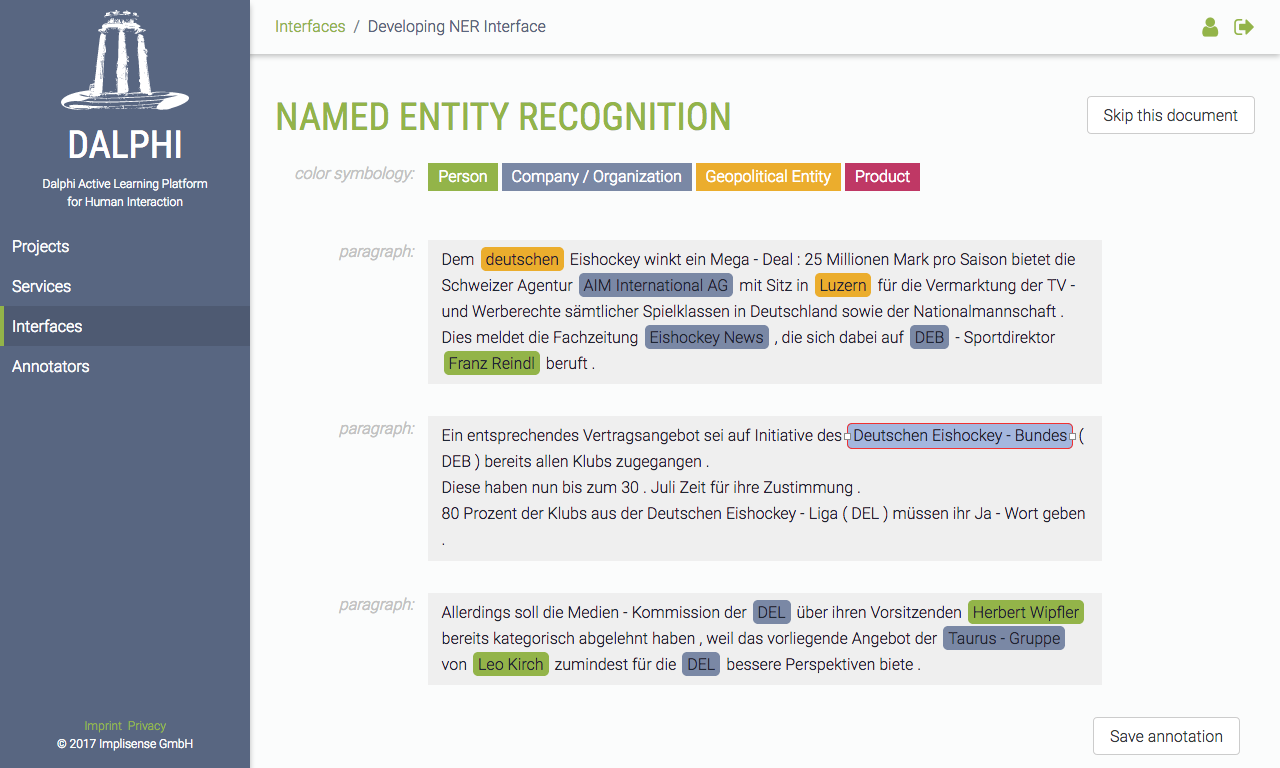 DALPHI
Dalphi Active Learning Platform
for Human Interaction
Projects
Services
Interfaces
Annotators
Imprint Privacy
© 2017 Implisense GmbH
Interfaces / Developing NER Interface
NAMED ENTITY RECOGNITION
Skip this document
color symbology: Person Company / Organization Geopolitical Entity Product
paragraph: Dem deutschen Eishockey winkt ein Mega - Deal : 25 Millionen Mark pro Saison bietet die
Schweizer Agentur AIM International AG mit Sitz in Luzern für die Vermarktung der TV -
und Werberechte sämtlicher Spielklassen in Deutschland sowie der Nationalmannschaft .
Dies meldet die Fachzeitung Eishockey News , die sich dabei auf DEB - Sportdirektor
Franz Reindl beruft .
paragraph: Ein entsprechendes Vertragsangebot sei auf Initiative des Deutschen Eishockey - Bundes (
DEB ) bereits allen Klubs zugegangen .
Diese haben nun bis zum 30 . Juli Zeit für ihre Zustimmung .
80 Prozent der Klubs aus der Deutschen Eishockey - Liga ( DEL ) müssen ihr Ja - Wort geben
.
paragraph: Allerdings soll die Medien - Kommission der DEL über ihren Vorsitzenden Herbert Wipfler
bereits kategorisch abgelehnt haben , weil das vorliegende Angebot der Taurus - Gruppe
von Leo Kirch zumindest für die DEL bessere Perspektiven biete .
Save annotation